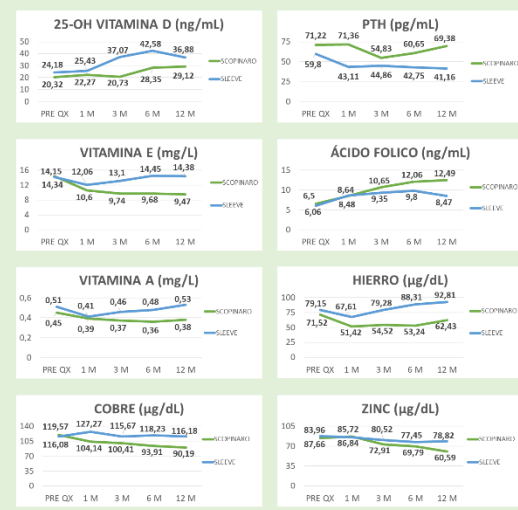 25-OH VITAMINA D (ng/mL)
60
50
40
30
20
10
0
24,18 25,43 37,07 42,58 36,88
20,32 22,27 20,73 28,35 29,12
SCOPINARO
SLEEVE
PRE QX 1 M 3 M 6 M 12 M
PTH (pg/mL)
75
50
25
0
71,22 71,36 54,83 60,65 69,38
59,8 43,11 44,86 42,75 41,16
SCOPINARO
SLEEVE
PRE QX 1 M 3 M 6 M 12 M
VITAMINA E (mg/L)
16
12
8
4
0
14,15 12,06 13,1 14,45 14,38
14,34 10,6 9,74 9,68 9,47
SCOPINARO
SLEEVE
PRE QX 1 M 3 M 6 M 12 M
ÁCIDO FOLICO (ng/mL)
15
10
5
0
6,5 8,64 10,65 12,06 12,49
6,06 8,48 9,35 9,8 8,47
SCOPINARO
SLEEVE
PRE QX 1 M 3 M 6 M 12 M
VITAMINA A (mg/L)
0,6
0,4
0,2
0
0,51 0,41 0,46 0,48 0,53
0,45 0,39 0,37 0,36 0,38
SCOPINARO
SLEEVE
PRE QX 1 M 3 M 6 M 12 M
HIERRO (µg/dL)
100
75
50
25
0
79,15 67,61 79,28 88,31 92,81
71,52 51,42 54,52 53,24 62,43
SCOPINARO
SLEEVE
PRE QX 1 M 3 M 6 M 12 M
COBRE (µg/dL)
140
105
70
35
0
119,57 127,27 115,67 118,23 116,18
116,08 104,14 100,41 93,91 90,19
SCOPINARO
SLEEVE
PRE QX 1 M 3 M 6 M 12 M
ZINC (µg/dL)
105
70
35
0
83,96 85,72 80,52 77,45 78,82
87,66 86,84 72,91 69,79 60,59
SCOPINARO
SLEEVE
PRE QX 1 M 3 M 6 M 12 M